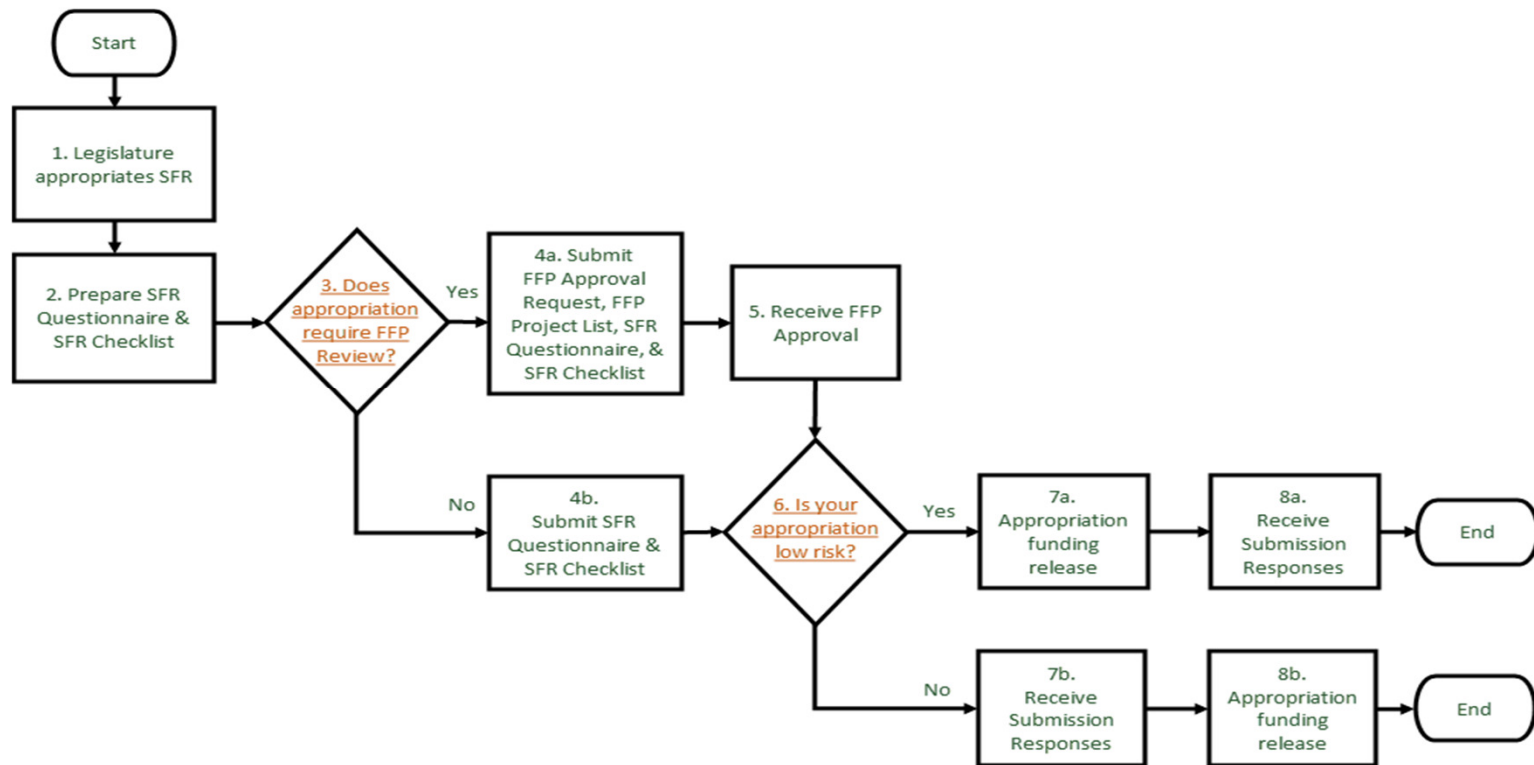 Start
1. Legislature
appropriates SFR
2. Prepare SFR
Questionnaire &
SFR Checklist
3. Does
appropriation
require FFP
Review?
Yes
4a. Submit
FFP Approval
Request, FFP
Project List, SFR
Questionnaire, &
SFR Checklist
5. Receive FFP
Approval
No
4b.
Submit SFR
Questionnaire &
SFR Checklist
6. Is your
appropriation
low risk?
Yes
7a.
Appropriation
funding
release
8a.
Receive
Submission
Responses
End
No
7b.
Receive
Submission
Responses
8b.
Appropriation
funding
release
End